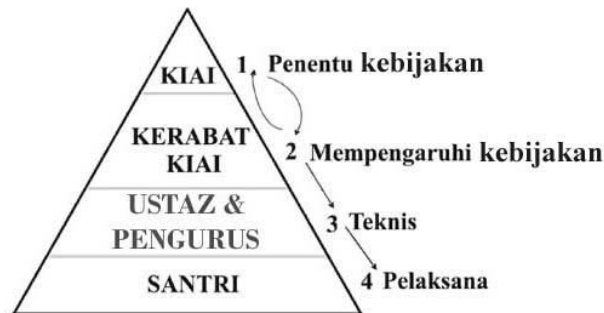 KIAI
1 Penentu kebijakan
KERABAT
KIAI
2 Mempengaruhi kebijakan
USTAZ &
PENGURUS
3 Teknis
SANTRI
4 Pelaksana